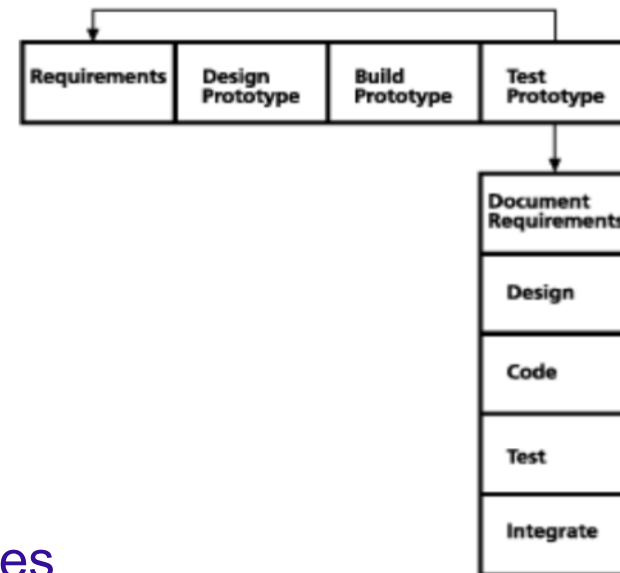 Requirements
Design
Prototype
Build
Prototype
Test
Prototype
Document
Requirements
Design
Code
Test
Integrate
es